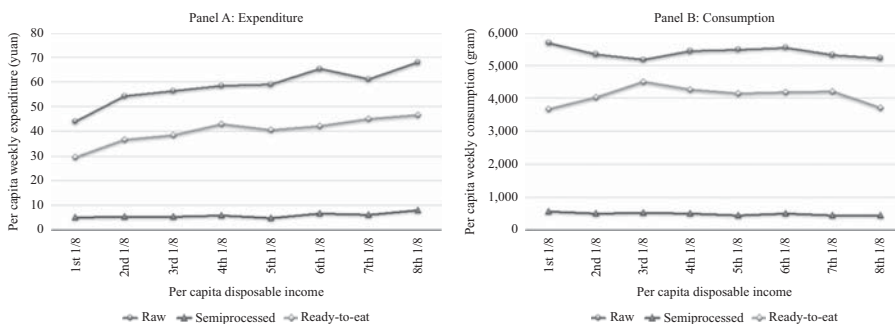 Panel A: Expenditure
Per capita weekly expenditure (yuan)
80
70
60
50
40
30
20
10
0
1st 1/8
2nd 1/8
3rd 1/8
4th 1/8
5th 1/8
6th 1/8
7th 1/8
8th 1/8
Per capita disposable income
Raw
Semiprocessed
Ready-to-eat
Panel B: Consumption
Per capita weekly consumption (gram)
6,000
5,000
4,000
3,000
2,000
1,000
0
1st 1/8
2nd 1/8
3rd 1/8
4th 1/8
5th 1/8
6th 1/8
7th 1/8
8th 1/8
Per capita disposable income
Raw
Semiprocessed
Ready-to-eat